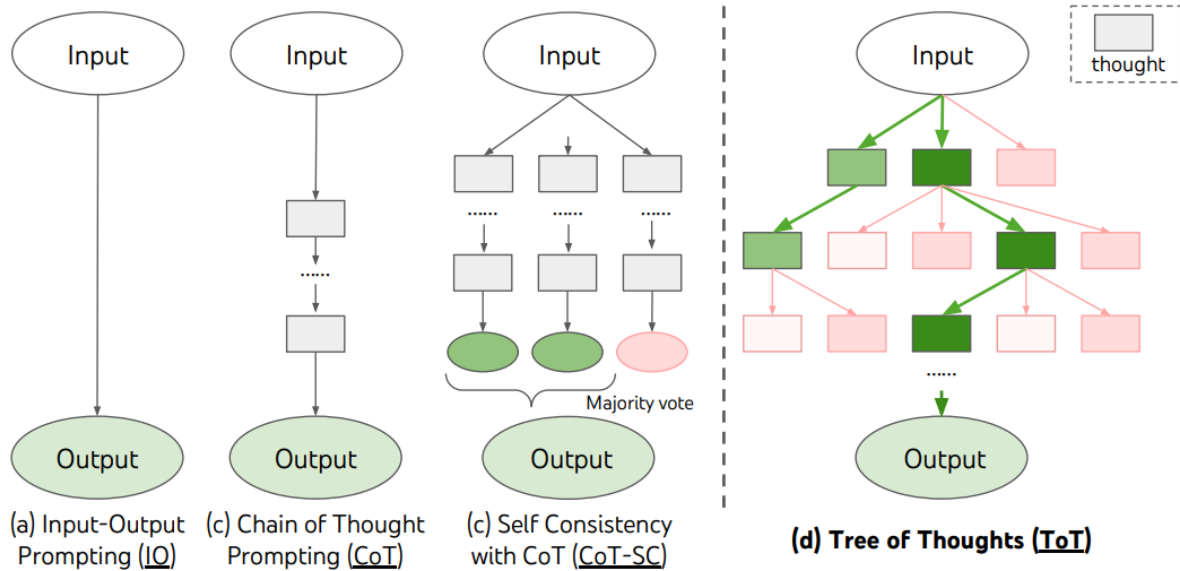 Input
Input
Input
Input
thought
……
……
……
……
……
Majority vote
Output
Output
Output
Output
(a) Input-Output
Prompting (IO)
(c) Chain of Thought
Prompting (CoT)
(c) Self Consistency
with CoT (CoT-SC)
(d) Tree of Thoughts (ToT)